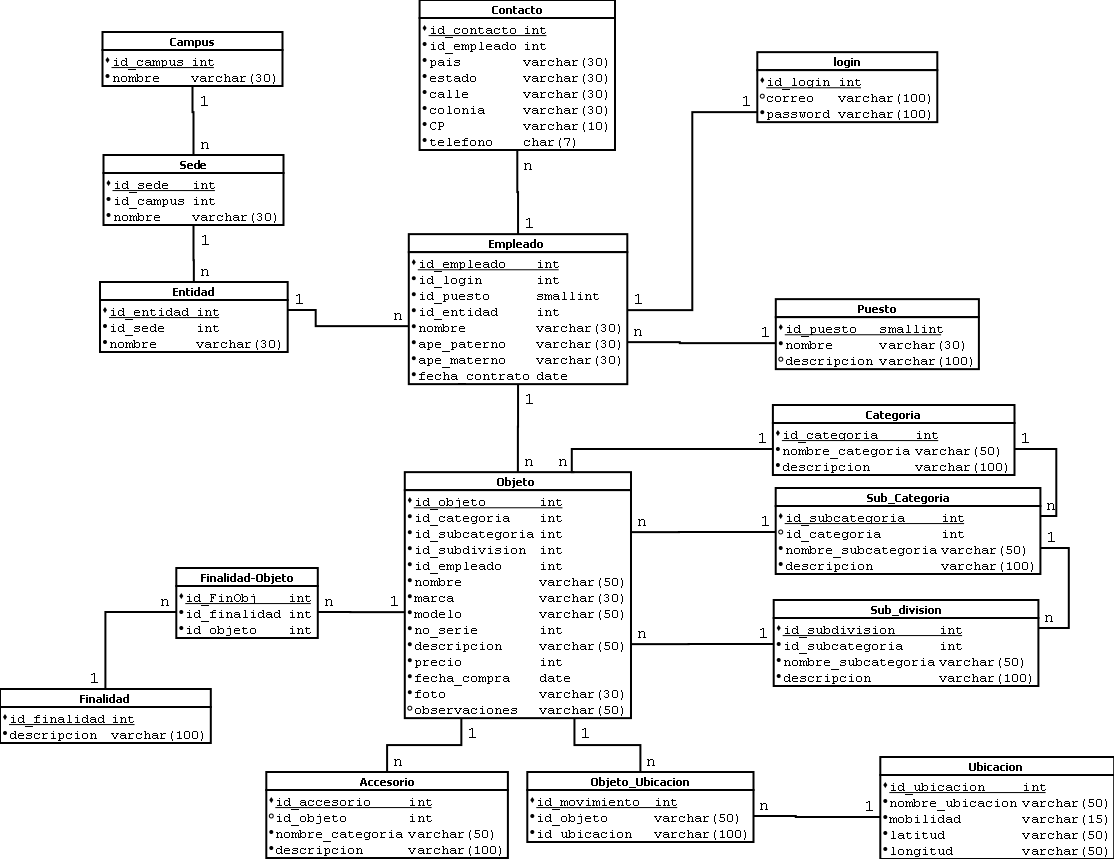 Contacto
id_contacto int
id_empleado int
pais varchar(30)
estado varchar(30)
calle varchar(30)
colonia varchar(30)
CP varchar(10)
telefono char(7)
Campus
id_campus int
nombre varchar(30)
login
id_login int
correo varchar(100)
password varchar(100)
1
n
Sede
id_sede int
id_campus int
nombre varchar(30)
1
n
n
1
1
1
Entidad
id_entidad int
id_sede int
nombre varchar(30)
1
n
Empleado
id_empleado int
id_login int
id_puesto smallint
id_entidad int
nombre varchar(30)
ape_paterno varchar(30)
ape_materno varchar(30)
fecha contrato date
n
1
Puesto
id_puesto smallint
nombre varchar(30)
descripcion varchar(100)
1
n
n
1
Categoria
id_categoria int
nombre_categoria varchar(50)
descripcion varchar(100)
1
n
Objeto
id_objeto int
id_categoria int
id_subcategoria int
id_subdivision int
id_empleado int
nombre varchar(50)
marca varchar(30)
modelo varchar(50)
no_serie int
descripcion varchar(50)
precio int
fecha_compra date
foto varchar(30)
observaciones varchar(50)
n
1
Sub_Categoria
id_subcategoria int
id_categoria int
nombre_subcategoria varchar(50)
descripcion varchar(100)
1
n
n
1
Sub_division
id_subdivision int
id_subcategoria int
nombre_subcategoria varchar(50)
descripcion varchar(100)
Finalidad-Objeto
id_FinObj int
id_finalidad int
id_objeto int
n
1
n
1
Finalidad
id_finalidad int
descripcion varchar(100)
1
n
1
n
Accesorio
id_accesorio int
id_objeto int
nombre_categoria varchar(50)
descripcion varchar(100)
Objeto_Ubicacion
id_movimiento int
id_objeto varchar(50)
id_ubicacion varchar(100)
n
1
Ubicacion
id_ubicacion int
nombre_ubicacion varchar(50)
mobilidad varchar(15)
latitud varchar(50)
longitud varchar(50)